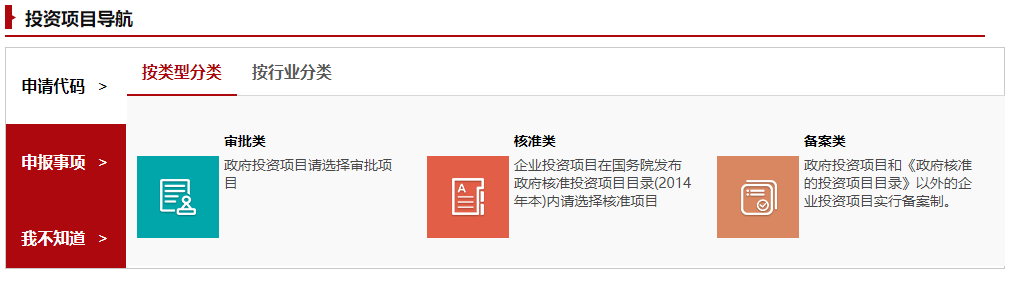 投资项目导航
申请代码 >
按类型分类 按行业分类
申报事项 >
我不知道 >
审批类
政府投资项目请选择审批项
目
核准类
企业投资项目在国务院发布
政府核准投资项目目录(2014
年本)内请选择核准项目
A
备案类
政府投资项目和《政府核准
的投资项目目录》以外的企
业投资项目实行备案制。